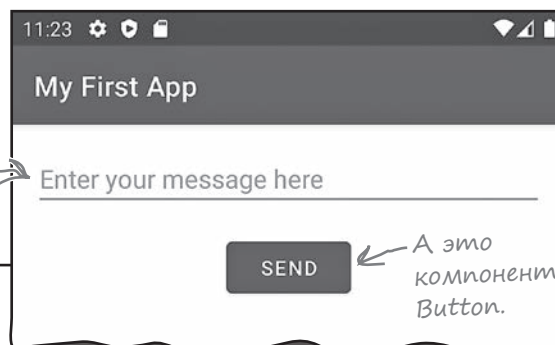 11:23
My First App
Enter your message here
SEND
А это
компонент
Button.